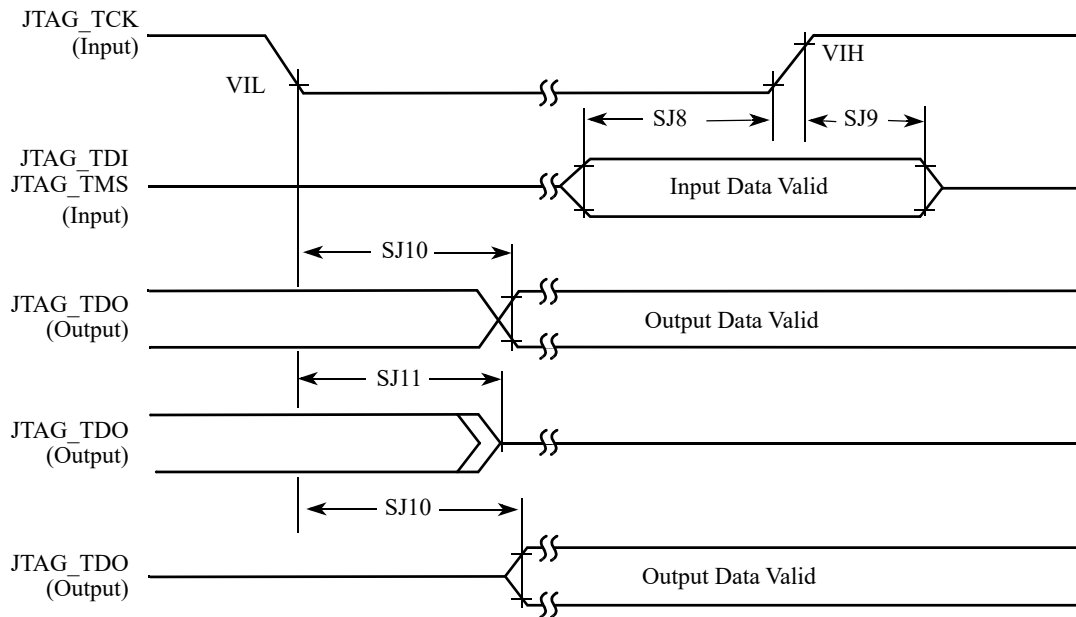 JTAG_TCK
(Input)
VIH
VIL
SJ8
SJ9
JTAG_TDI
JTAG_TMS
(Input)
Input Data Valid
SJ10
JTAG_TDO
(Output)
Output Data Valid
SJ11
JTAG_TDO
(Output)
SJ10
JTAG_TDO
(Output)
Output Data Valid